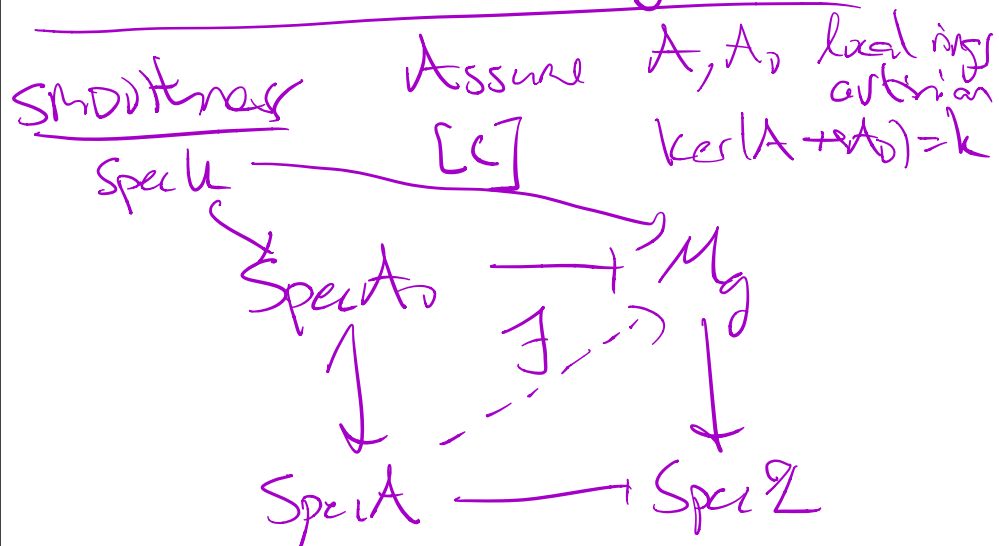 Assume A, A₀ local rings
Smoothness artinian
[C] ker(A →→ A₀) = k
Spec k
Spec A₀ → M_g
∃
Spec A → Spec ℤ